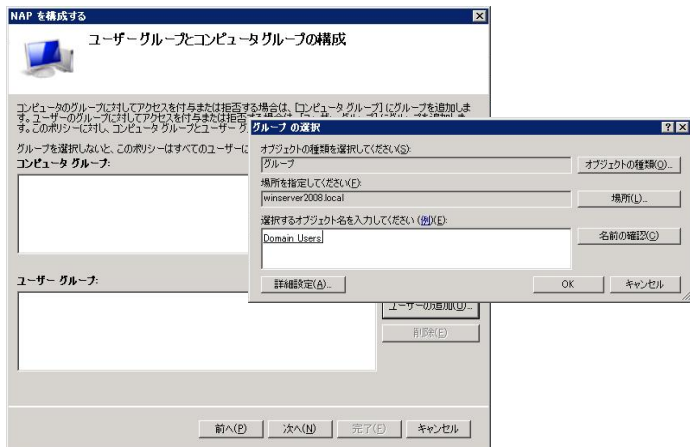 NAP を構成する
ユーザー グループとコンピュータ グループの構成
コンピュータのグループに対してアクセスを付与または拒否する場合は、[コンピュータ グループ] にグループを追加しま
す。ユーザーのグループに対してアクセスを付与または拒否
す。このポリシーに対し、コンピュータ グループとユーザー グ
グループを選択しないと、このポリシーはすべてのユーザーに
コンピュータ グループ:
グループ の選択
オブジェクトの種類を選択してください(S):
グループ
オブジェクトの種類(O)...
場所を指定してください(F):
winserver2008.local
場所(L)...
選択するオブジェクト名を入力してください (例)(E):
Domain Users
名前の確認(C)
詳細設定(A)...
OK
キャンセル
ユーザー グループ:
ユーザーの追加(U)...
削除(E)
前へ(P)
次へ(N)
完了(F)
キャンセル